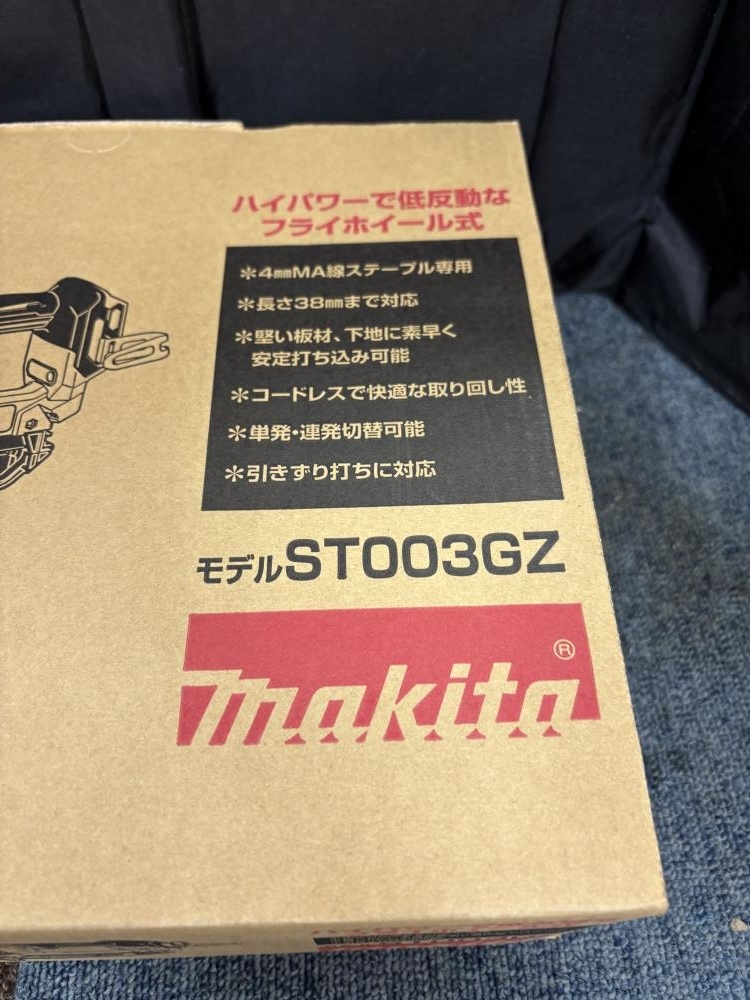 ハイパワーで低反動な
フライホイール式
＊4mmMA線ステープル専用
＊長さ38mmまで対応
＊堅い板材、下地に素早く
安定打ち込み可能
＊コードレスで快適な取り回し性
＊単発・連発切替可能
＊引きずり打ちに対応
モデルST003GZ
makita®